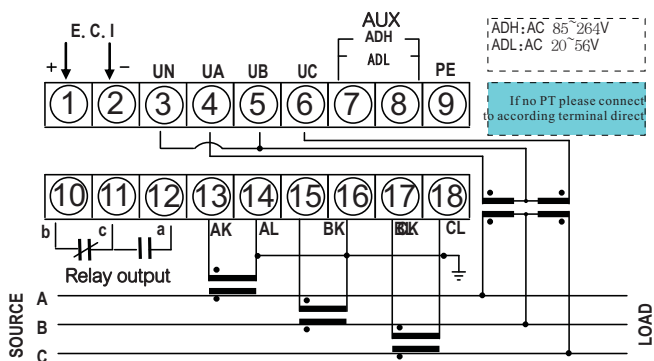 AUX
E. C. I
ADH
ADL
ADH:AC 85~264V
ADL:AC 20~56V
+ − UN UA UB UC PE
1 2 3 4 5 6 7 8 9
If no PT please connect
to according terminal direct
10 11 12 13 14 15 16 17 18
b c a AK AL BK CL
Relay output
A
B
C
SOURCE
LOAD